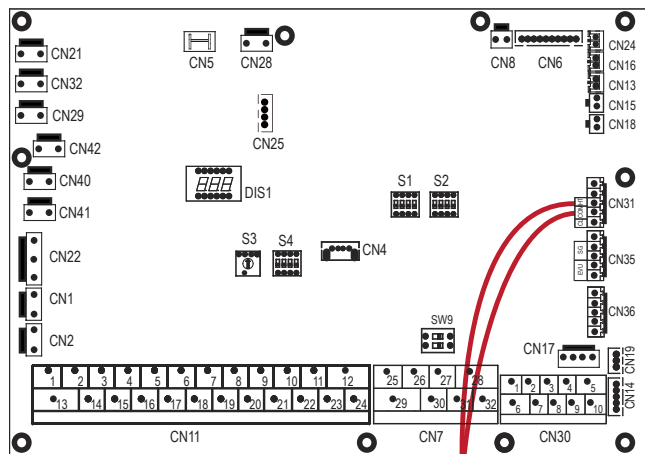 CN21
CN5
CN28
CN8
CN6
CN24
CN16
CN32
CN13
CN15
CN29
CN18
CN25
CN42
CN40
DIS1
S1
S2
CN41
CN31
CN22
S3
S4
CN4
SG
EVU
CN35
CN1
CN36
CN2
SW9
CN17
CN19
1 2 3 4 5 6 7 8 9 10 11 12
25 26 27 28
1 2 3 4 5
13 14 15 16 17 18 19 20 21 22 23 24
29 30 31 32
6 7 8 9 10
CN14
CN11
CN7
CN30